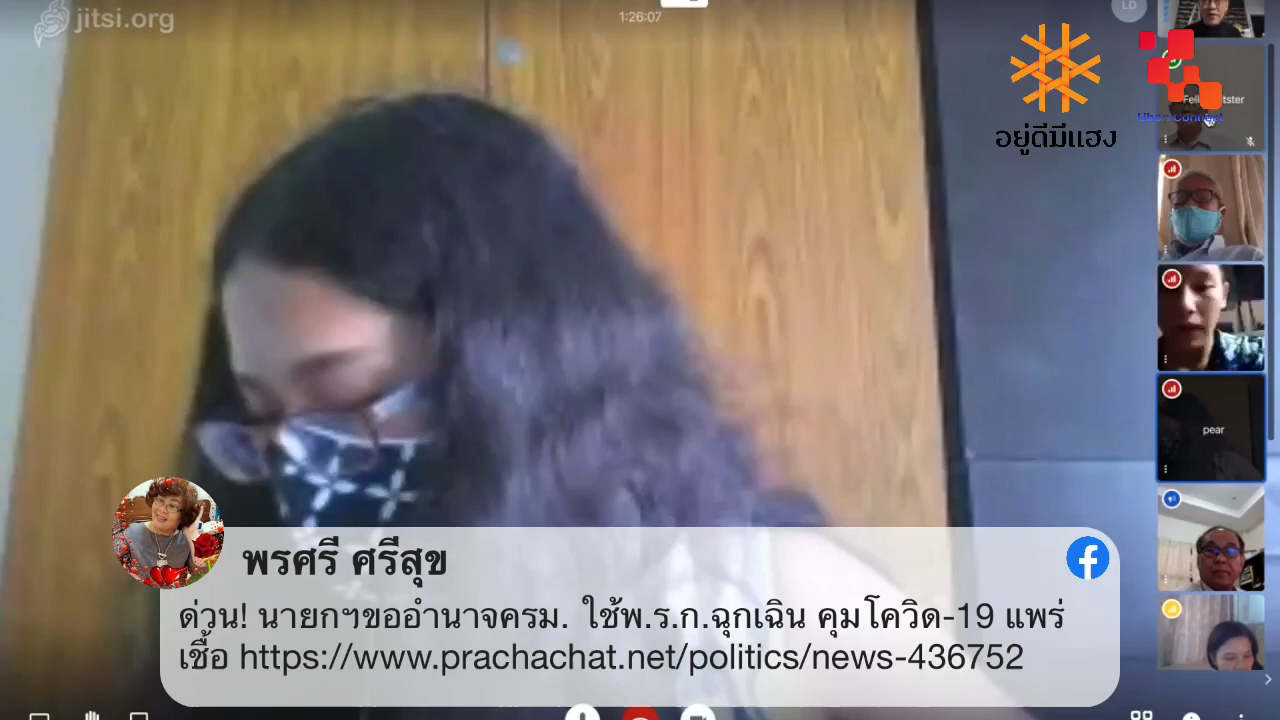 jitsi.org
1:26:07
LD
อยู่ดีมีแฮง
Ubon Connect
pear
พรศรี ศรีสุข
ด่วน! นายกฯขออำนาจครม. ใช้พ.ร.ก.ฉุกเฉิน คุมโควิด-19 แพร่
เชื้อ https://www.prachachat.net/politics/news-436752